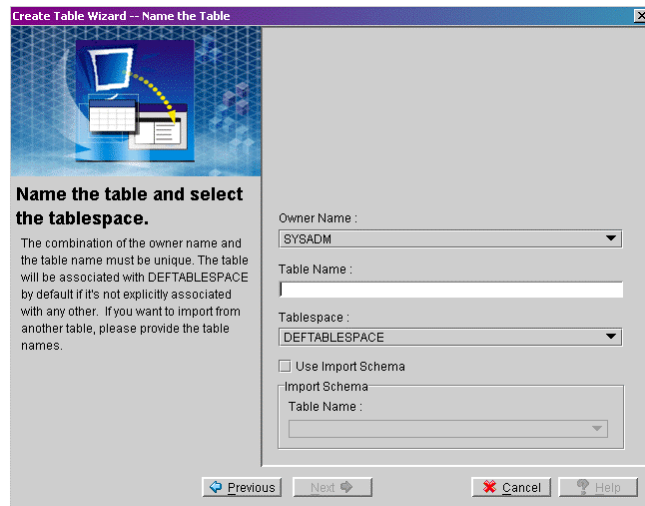 Create Table Wizard -- Name the Table
Name the table and select
the tablespace.
The combination of the owner name and
the table name must be unique. The table
will be associated with DEFTABLESPACE
by default if it's not explicitly associated
with any other. If you want to import from
another table, please provide the table
names.
Owner Name :
SYSADM
Table Name :
Tablespace :
DEFTABLESPACE
Use Import Schema
Import Schema
Table Name :
Previous
Next
Cancel
Help